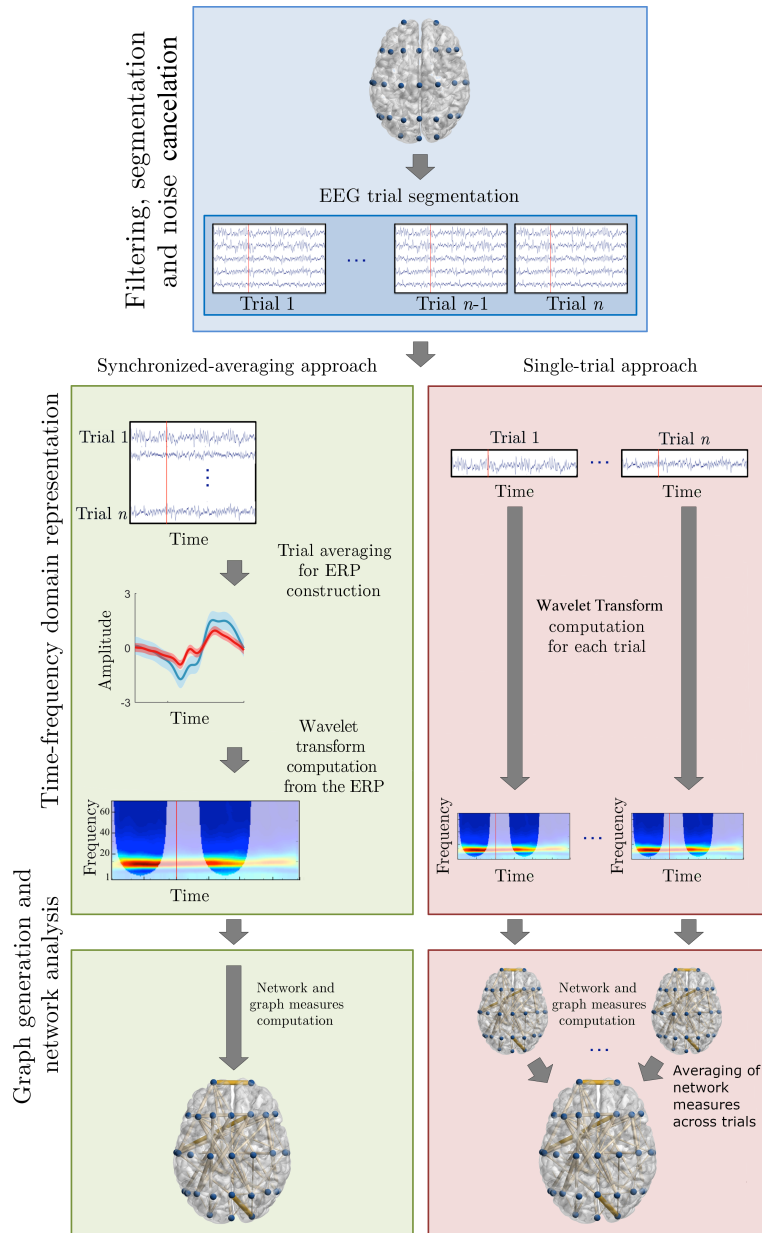 Filtering, segmentation
and noise cancelation
EEG trial segmentation
...
Trial 1
Trial n-1
Trial n
Synchronized-averaging approach
Single-trial approach
Time-frequency domain representation
Trial 1
Trial n
Time
Trial averaging
for ERP
construction
3
0
-3
Amplitude
Time
Wavelet
transform
computation
from the ERP
Frequency
60
40
20
1
Time
Trial 1
Trial n
...
Time
Time
Wavelet Transform
computation
for each trial
Frequency
Frequency
...
Time
Time
Graph generation and
network analysis
Network and
graph measures
computation
Network and
graph measures
computation
...
Averaging of
network
measures
across trials